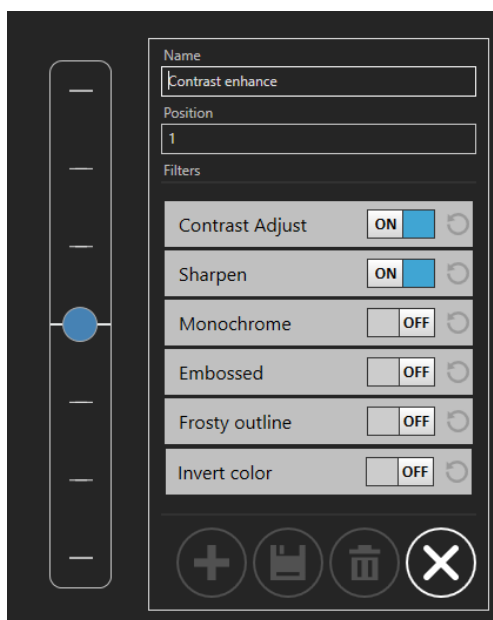 Name
Contrast enhance
Position
1
Filters
Contrast Adjust ON
Sharpen ON
Monochrome OFF
Embossed OFF
Frosty outline OFF
Invert color OFF